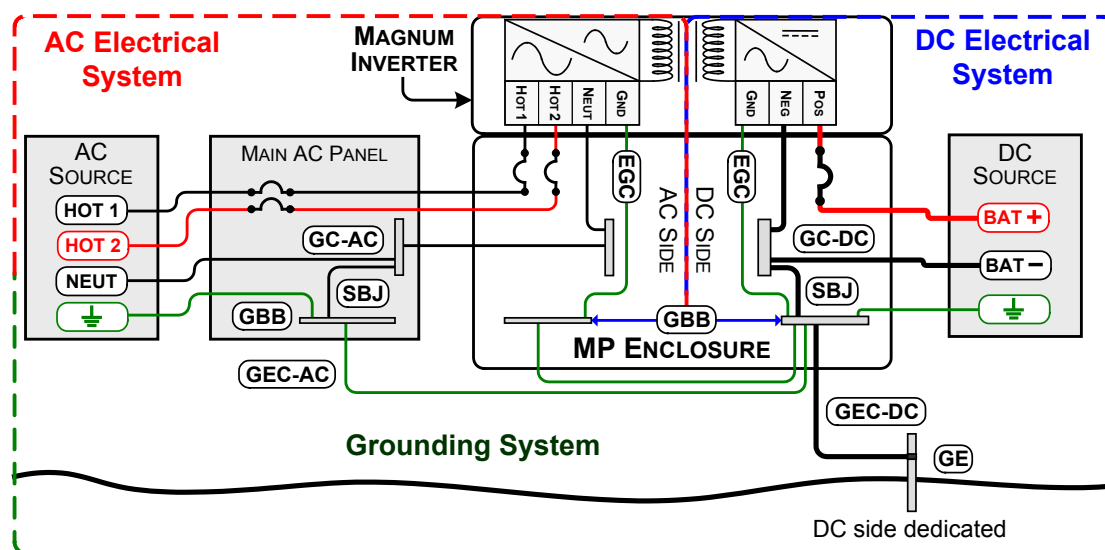 AC Electrical
System
MAGNUM
INVERTER
DC Electrical
System
HOT 1
HOT 2
NEUT
GND
GND
NEG
POS
AC
SOURCE
HOT 1
HOT 2
NEUT
MAIN AC PANEL
GC-AC
SBJ
GBB
GEC-AC
EGC
AC SIDE
DC SIDE
EGC
GC-DC
SBJ
GBB
MP ENCLOSURE
DC
SOURCE
BAT +
BAT –
GEC-DC
GE
Grounding System
DC side dedicated